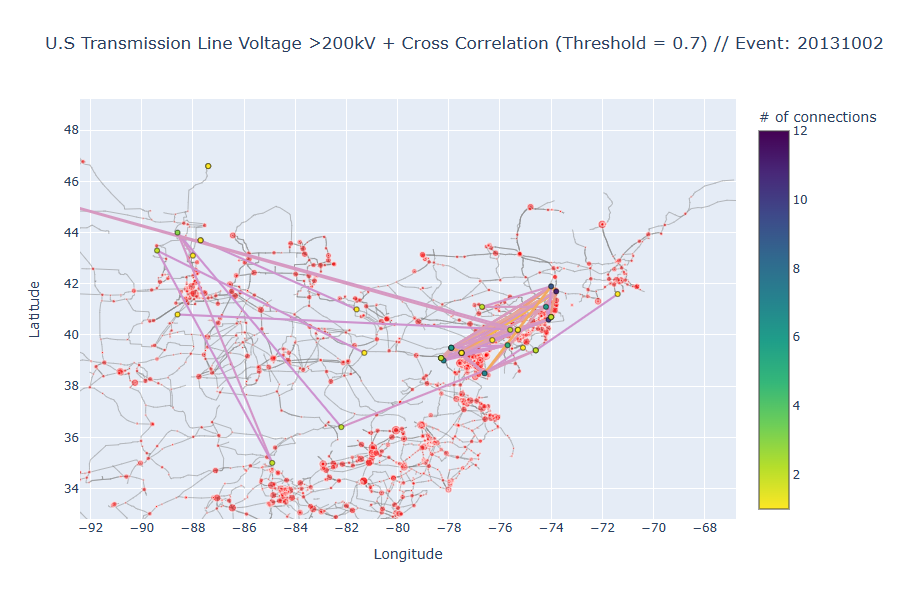 U.S Transmission Line Voltage >200kV + Cross Correlation (Threshold = 0.7) // Event: 20131002
# of connections
12
10
8
6
4
2
48
46
44
42
40
38
36
34
Latitude
−92 −90 −88 −86 −84 −82 −80 −78 −76 −74 −72 −70 −68
Longitude